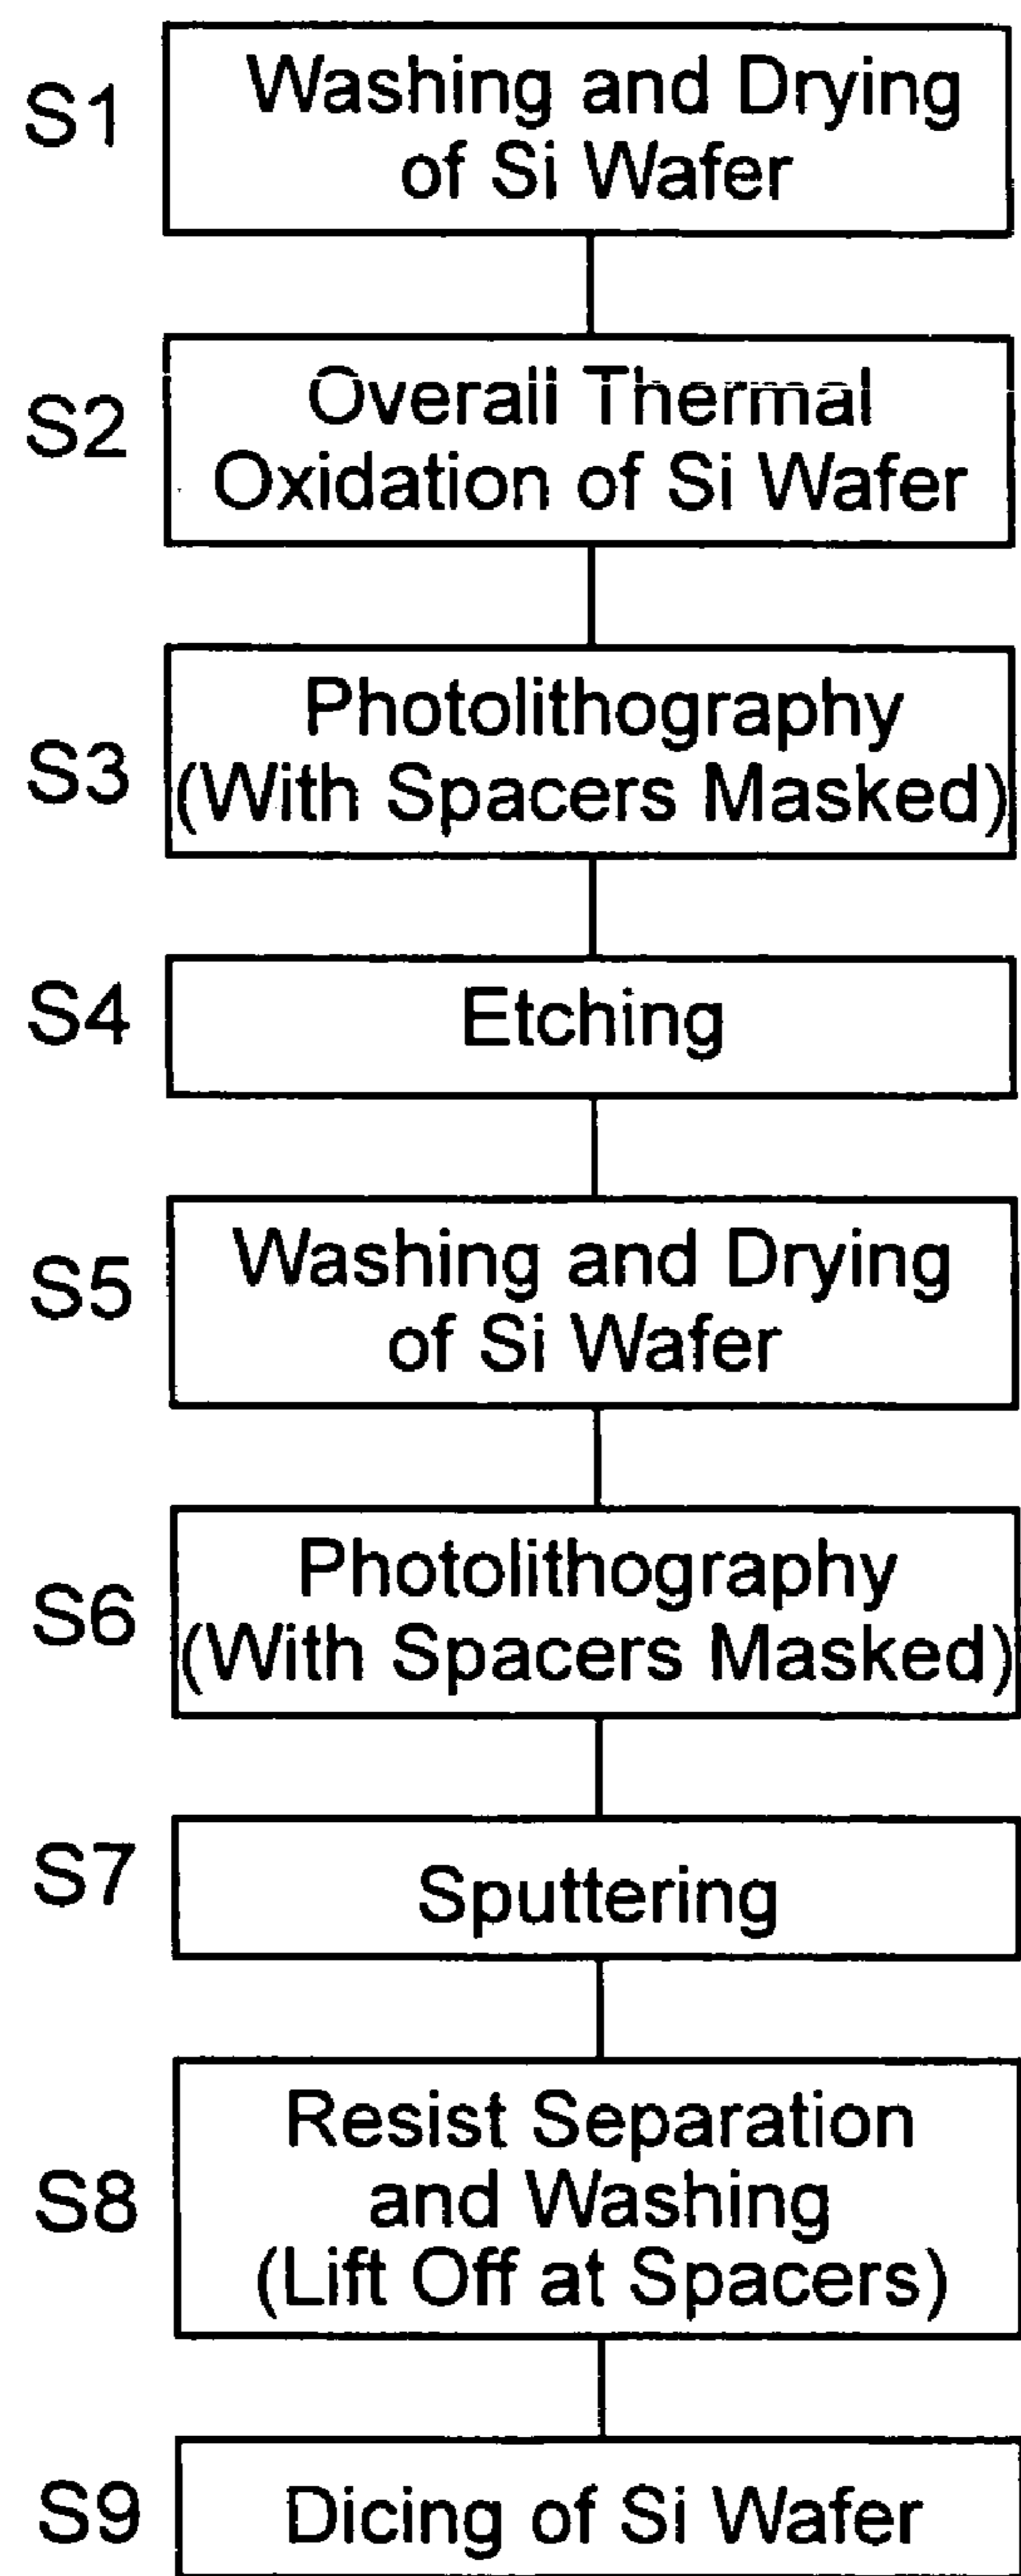 S1
Washing and Drying
of Si Wafer
S2
Overall Thermal
Oxidation of Si Wafer
S3
Photolithography
(With Spacers Masked)
S4
Etching
S5
Washing and Drying
of Si Wafer
S6
Photolithography
(With Spacers Masked)
S7
Sputtering
S8
Resist Separation
and Washing
(Lift Off at Spacers)
S9
Dicing of Si Wafer